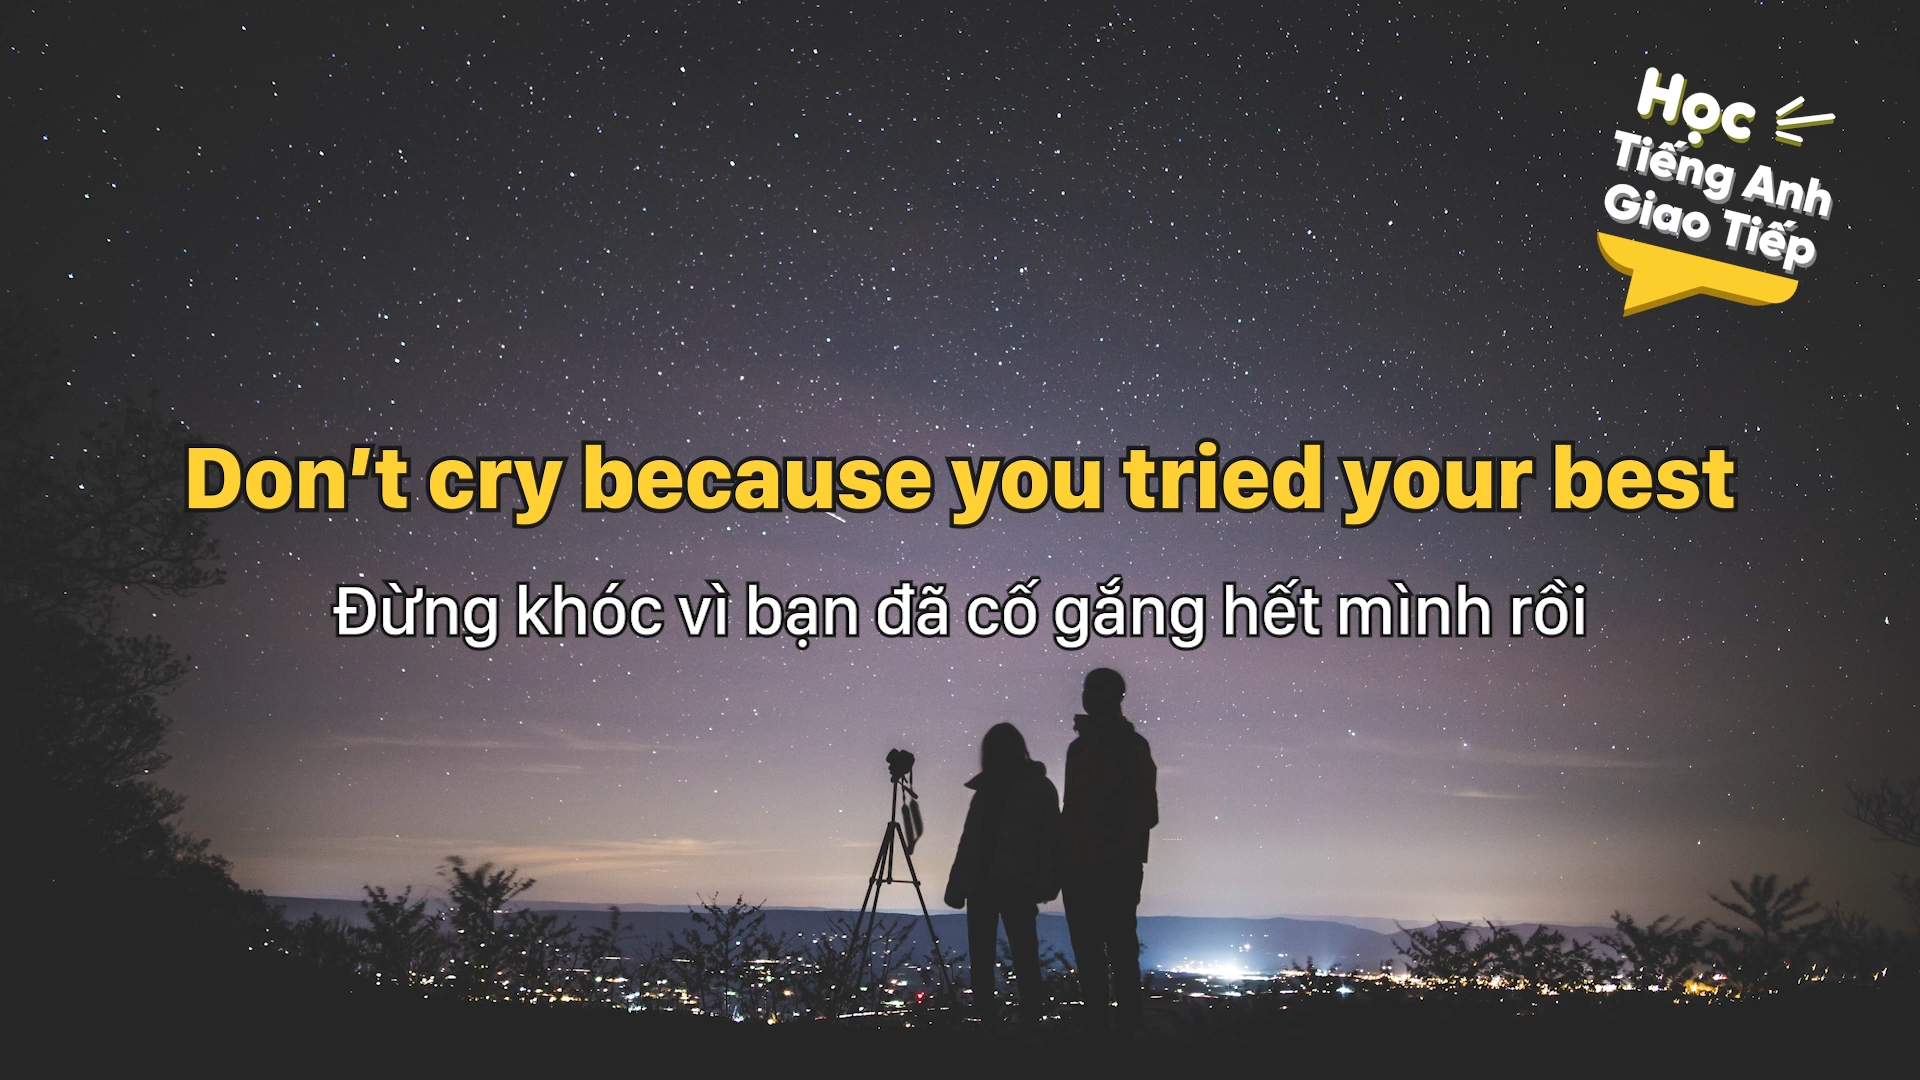 Học
Tiếng Anh
Giao Tiếp
Don’t cry because you tried your best
Đừng khóc vì bạn đã cố gắng hết mình rồi